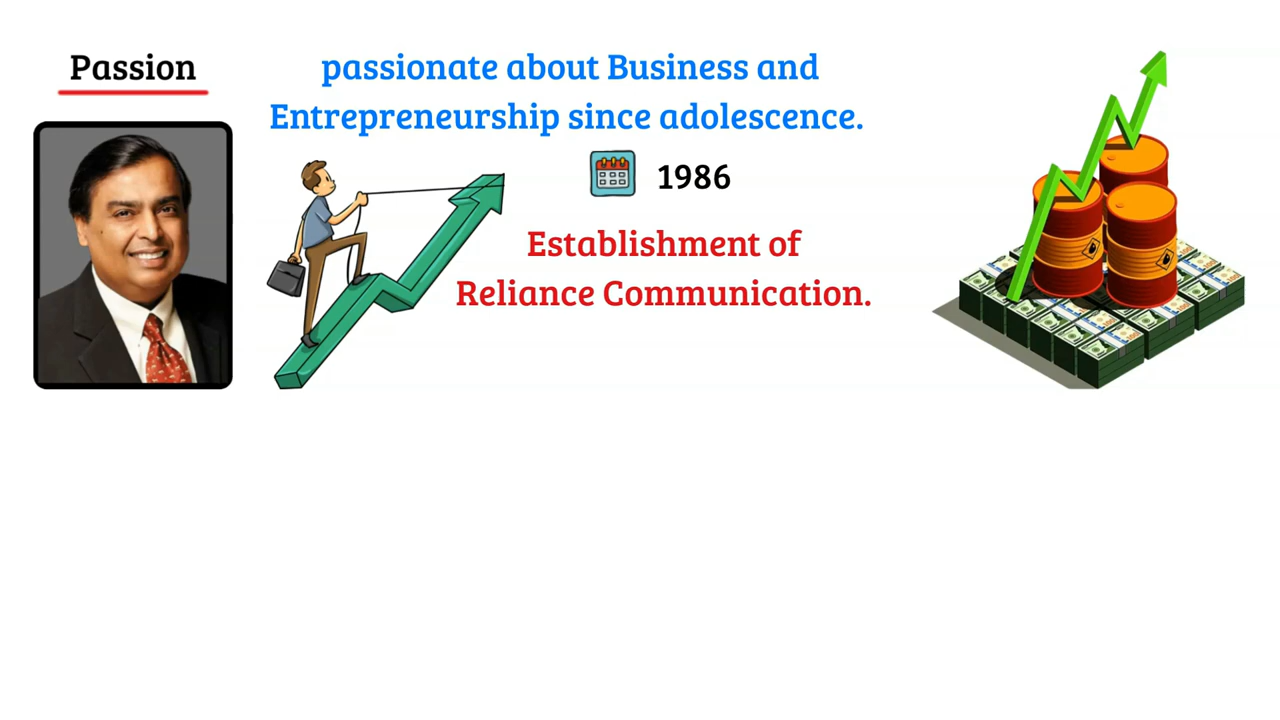 Passion
passionate about Business and
Entrepreneurship since adolescence.
1986
Establishment of
Reliance Communication.